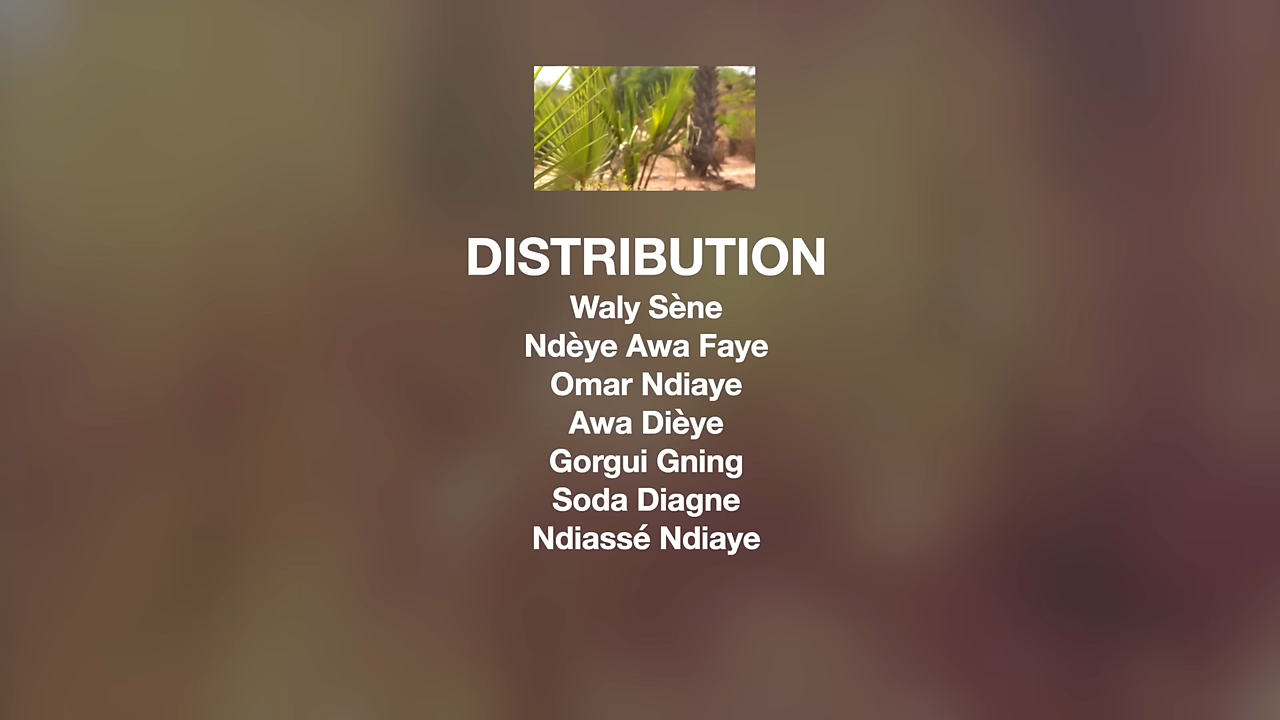 DISTRIBUTION
Waly Sène
Ndèye Awa Faye
Omar Ndiaye
Awa Dièye
Gorgui Gning
Soda Diagne
Ndiassé Ndiaye